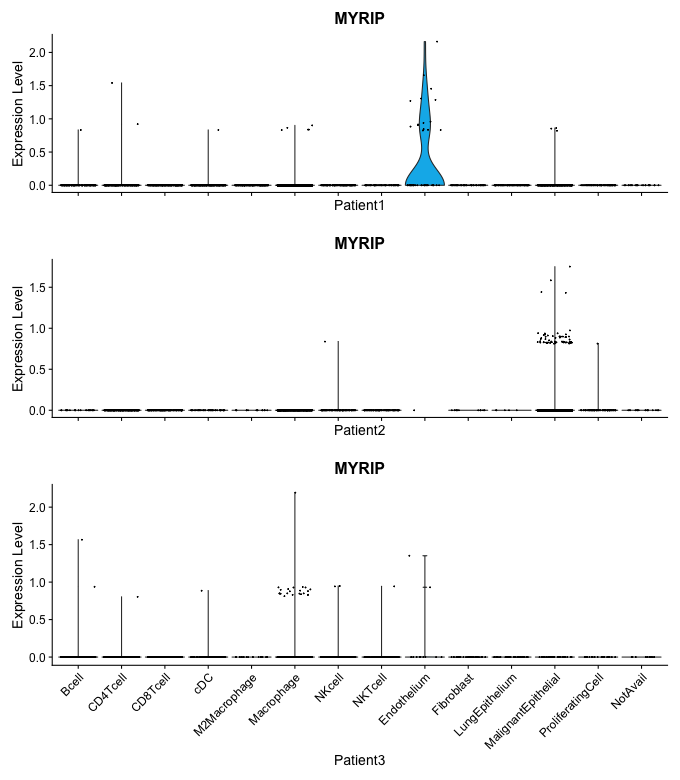 MYRIP
Expression Level
2.0
1.5
1.0
0.5
0.0
Patient1
MYRIP
Expression Level
1.5
1.0
0.5
0.0
Patient2
MYRIP
Expression Level
2.0
1.5
1.0
0.5
0.0
Bcell
CD4Tcell
CD8Tcell
cDC
M2Macrophage
Macrophage
NKcell
NKTcell
Endothelium
Fibroblast
LungEpithelium
MalignantEpithelial
ProliferatingCell
NotAvail
Patient3